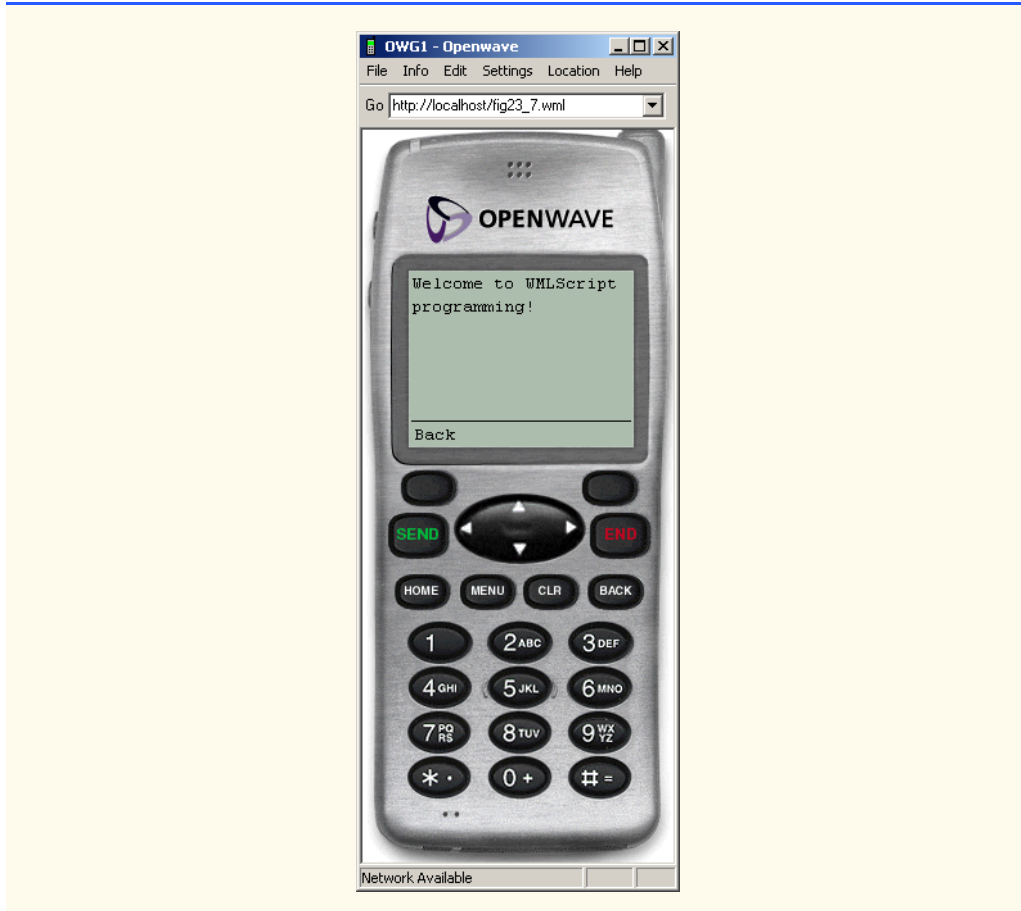 OWG1 - Openwave
File Info Edit Settings Location Help
Go http://localhost/fig23_7.wml
OPENWAVE
Welcome to WMLScript
programming!
Back
SEND END
HOME MENU CLR BACK
1 2ABC 3DEF
4GHI 5JKL 6MNO
7PQRS 8TUV 9WXYZ
* · 0 + # =
Network Available